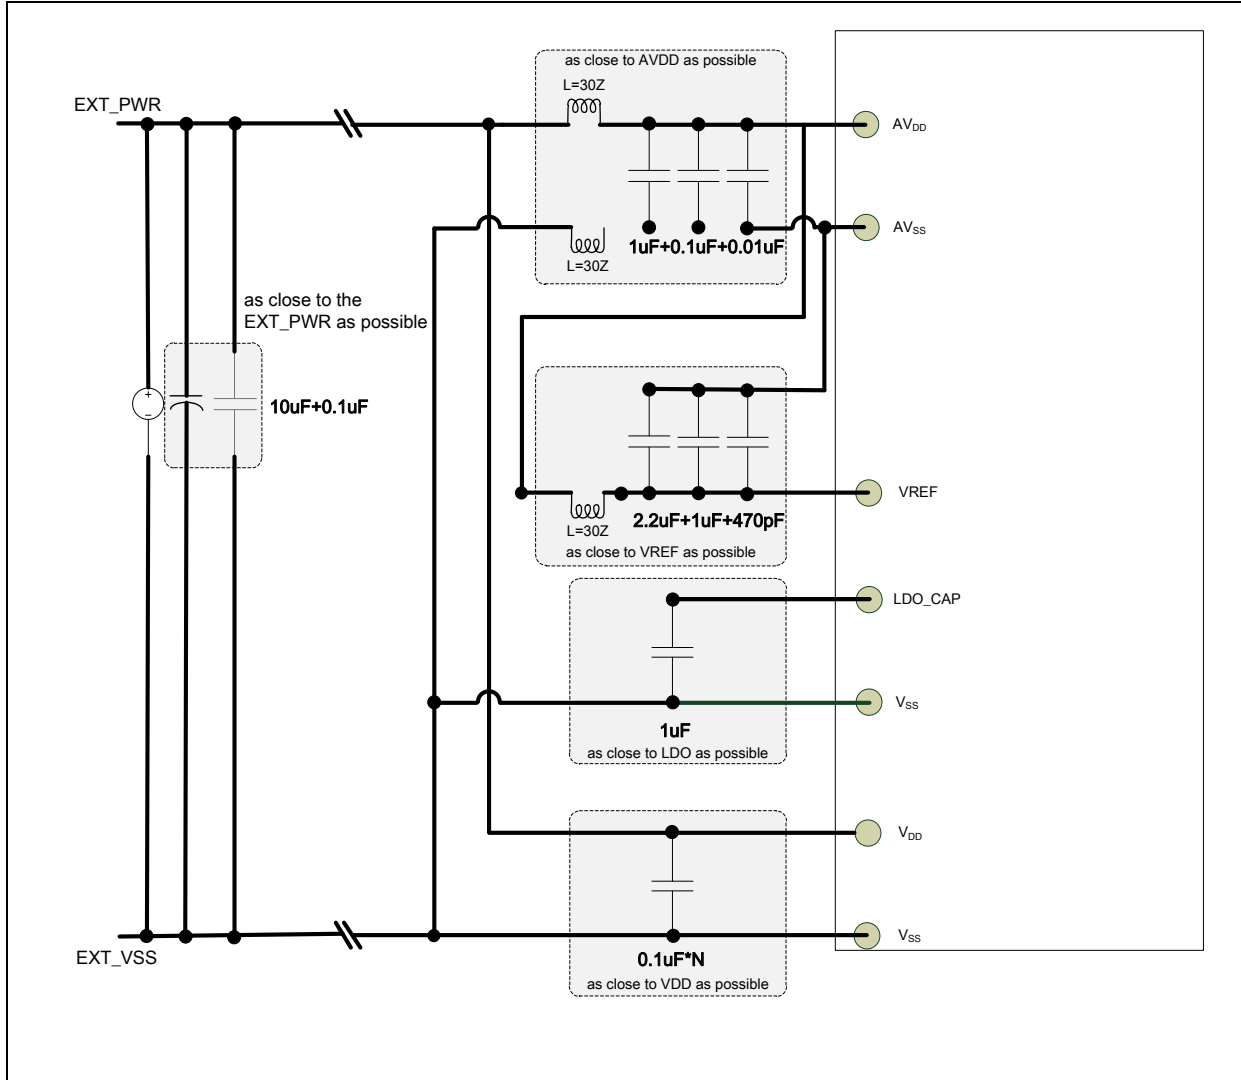 as close to AVDD as possible
L=30Z
EXT_PWR
AVDD
AVSS
1uF+0.1uF+0.01uF
L=30Z
as close to the
EXT_PWR as possible
+
−
10uF+0.1uF
VREF
2.2uF+1uF+470pF
L=30Z
as close to VREF as possible
LDO_CAP
VSS
1uF
as close to LDO as possible
VDD
VSS
EXT_VSS
0.1uF*N
as close to VDD as possible